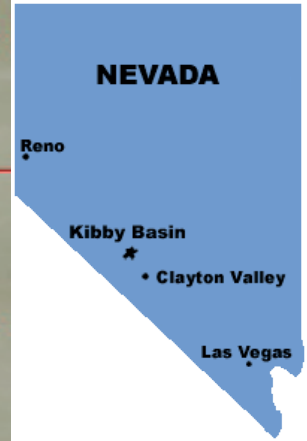 NEVADA
Reno
Kibby Basin
Clayton Valley
Las Vegas